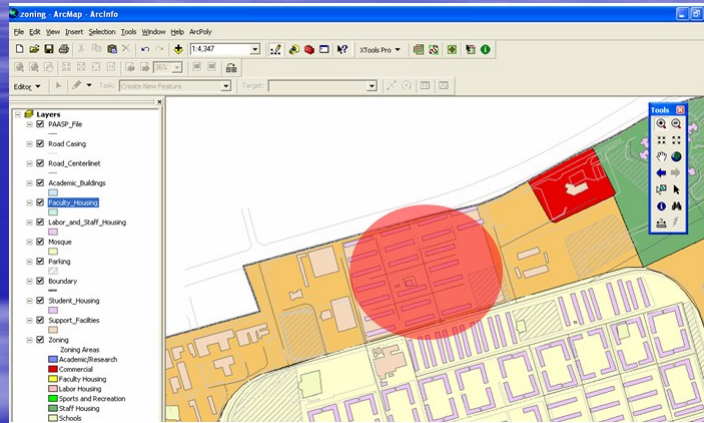 zoning - ArcMap - ArcInfo
File Edit View Insert Selection Tools Window Help ArcPoly
1:4,347
XTools Pro
36%
Editor Task: Create New Feature Target:
Layers
PAASP_File
Road Casing
Road_Centerlinet
Academic_Buildings
Faculty_Housing
Labor_and_Staff_Housing
Mosque
Parking
Boundary
Student_Housing
Support_Facilties
Zoning
Zoning Areas
Academic/Research
Commercial
Faculty Housing
Labor Housing
Sports and Recreation
Staff Housing
Schools
Tools